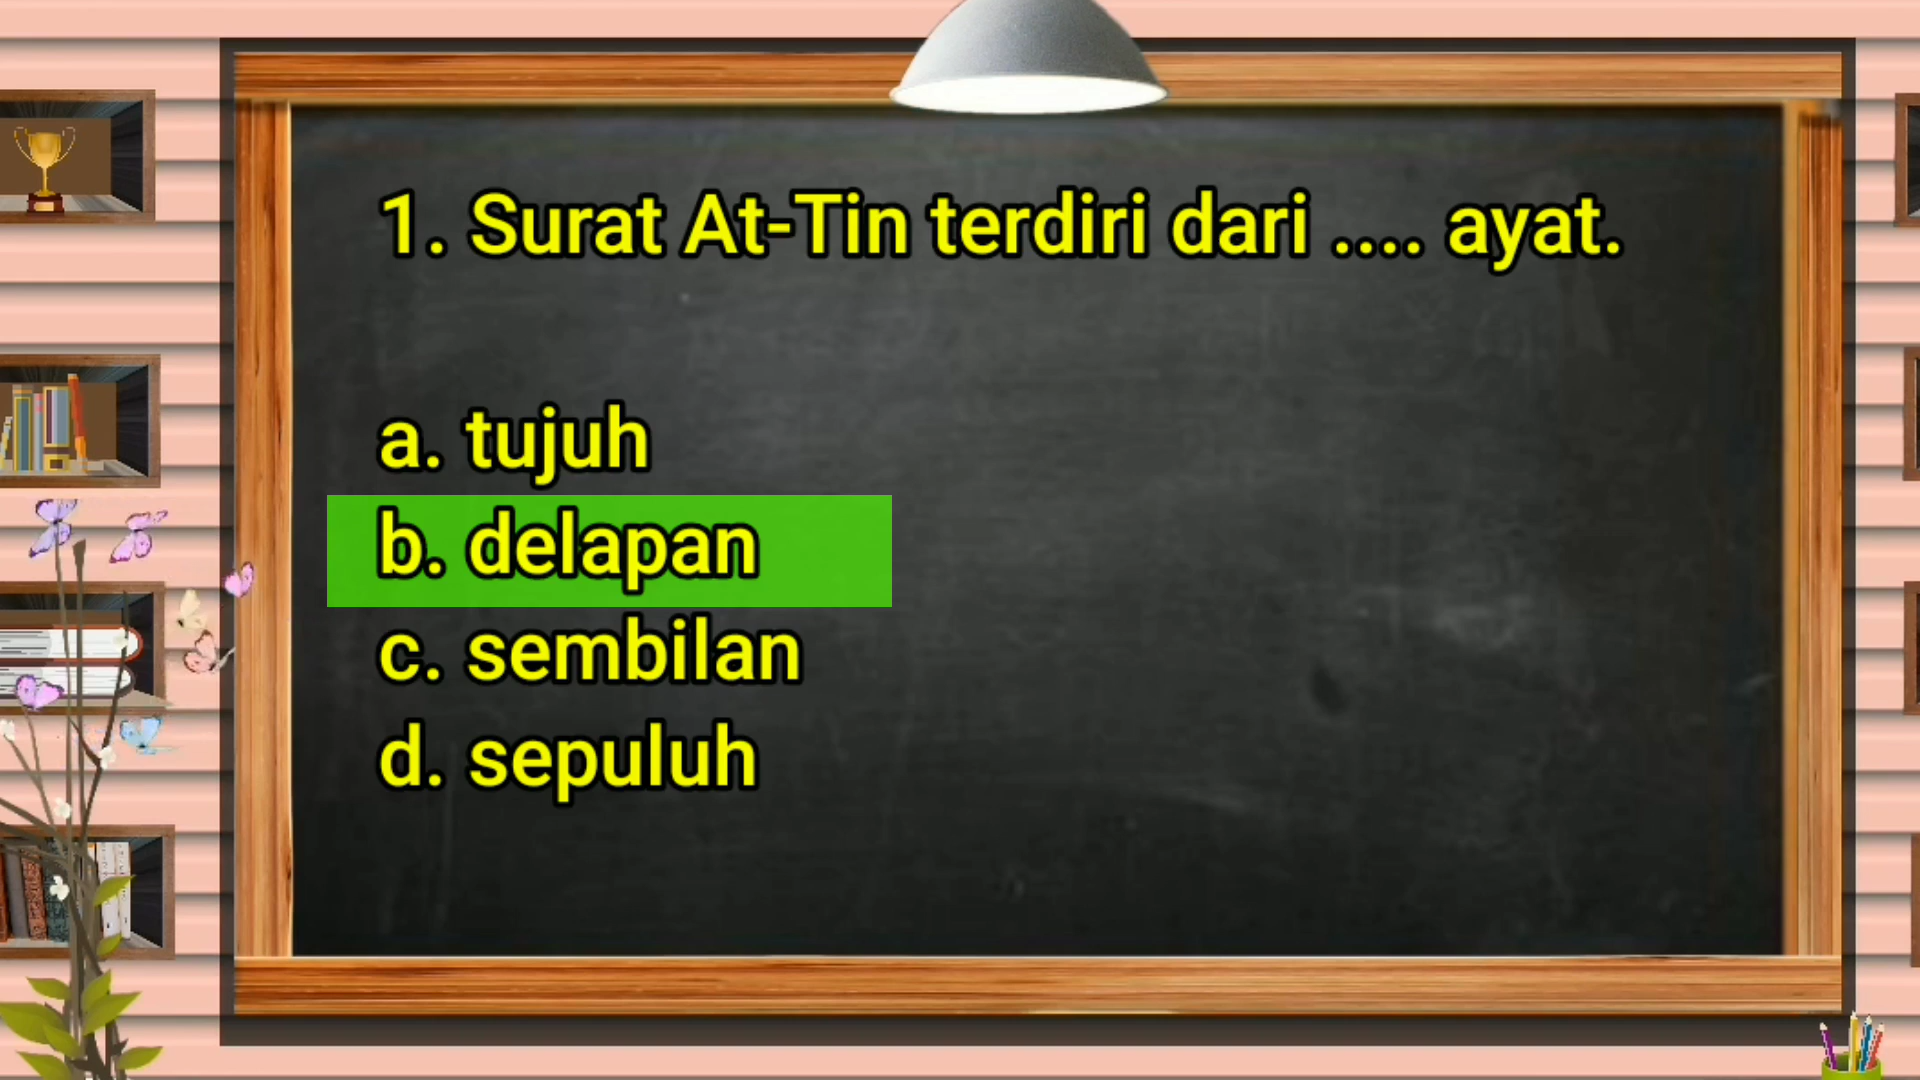 1. Surat At-Tin terdiri dari .... ayat.
a. tujuh
b. delapan
c. sembilan
d. sepuluh